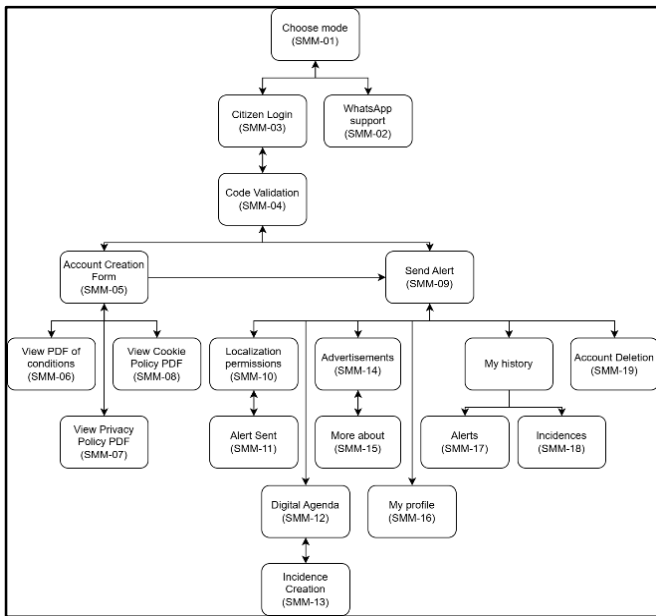 Choose mode
(SMM-01)
Citizen Login
(SMM-03)
WhatsApp
support
(SMM-02)
Code Validation
(SMM-04)
Account Creation
Form
(SMM-05)
Send Alert
(SMM-09)
View PDF of
conditions
(SMM-06)
View Cookie
Policy PDF
(SMM-08)
Localization
permissions
(SMM-10)
Advertisements
(SMM-14)
My history
Account Deletion
(SMM-19)
View Privacy
Policy PDF
(SMM-07)
Alert Sent
(SMM-11)
More about
(SMM-15)
Alerts
(SMM-17)
Incidences
(SMM-18)
Digital Agenda
(SMM-12)
My profile
(SMM-16)
Incidence
Creation
(SMM-13)